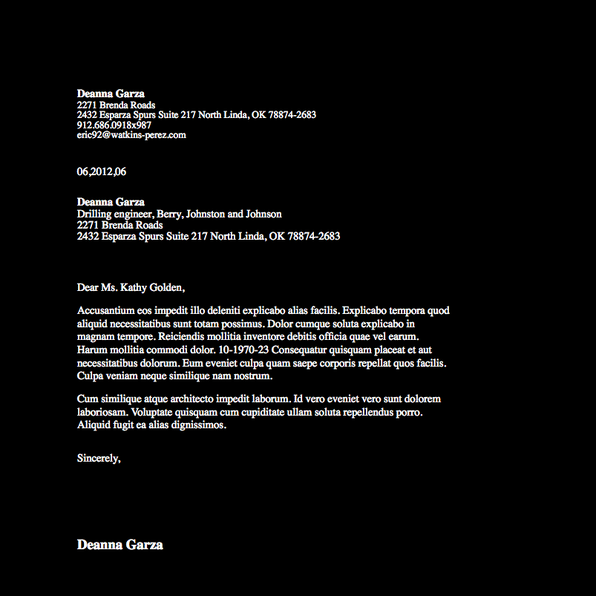 Deanna Garza
2271 Brenda Roads
2432 Esparza Spurs Suite 217 North Linda, OK 78874-2683
912.686.0918x987
eric92@watkins-perez.com
06,2012,06
Deanna Garza
Drilling engineer, Berry, Johnston and Johnson
2271 Brenda Roads
2432 Esparza Spurs Suite 217 North Linda, OK 78874-2683
Dear Ms. Kathy Golden,
Accusantium eos impedit illo deleniti explicabo alias facilis. Explicabo tempora quod
aliquid necessitatibus sunt totam possimus. Dolor cumque soluta explicabo in
magnam tempore. Reiciendis mollitia inventore debitis officia quae vel earum.
Harum mollitia commodi dolor. 10-1970-23 Consequatur quisquam placeat et aut
necessitatibus dolorum. Eum eveniet culpa quam saepe corporis repellat quos facilis.
Culpa veniam neque similique nam nostrum.
Cum similique atque architecto impedit laborum. Id vero eveniet vero sunt dolorem
laboriosam. Voluptate quisquam cum cupiditate ullam soluta repellendus porro.
Aliquid fugit ea alias dignissimos.
Sincerely,
Deanna Garza